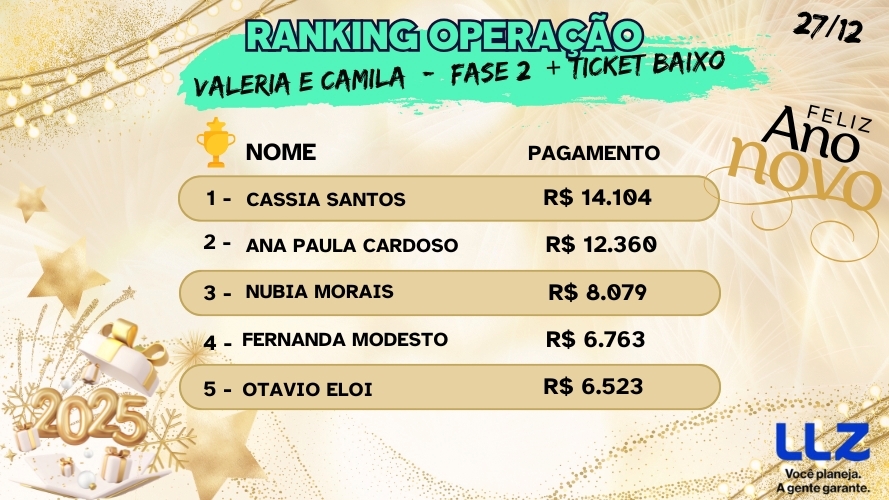 RANKING OPERAÇÃO
27/12
VALERIA E CAMILA - FASE 2 + TICKET BAIXO
FELIZ
Ano
novo
NOME PAGAMENTO
1 - CASSIA SANTOS R$ 14.104
2 - ANA PAULA CARDOSO R$ 12.360
3 - NUBIA MORAIS R$ 8.079
4 - FERNANDA MODESTO R$ 6.763
5 - OTAVIO ELOI R$ 6.523
2025
LLZ
Você planeja.
A gente garante.